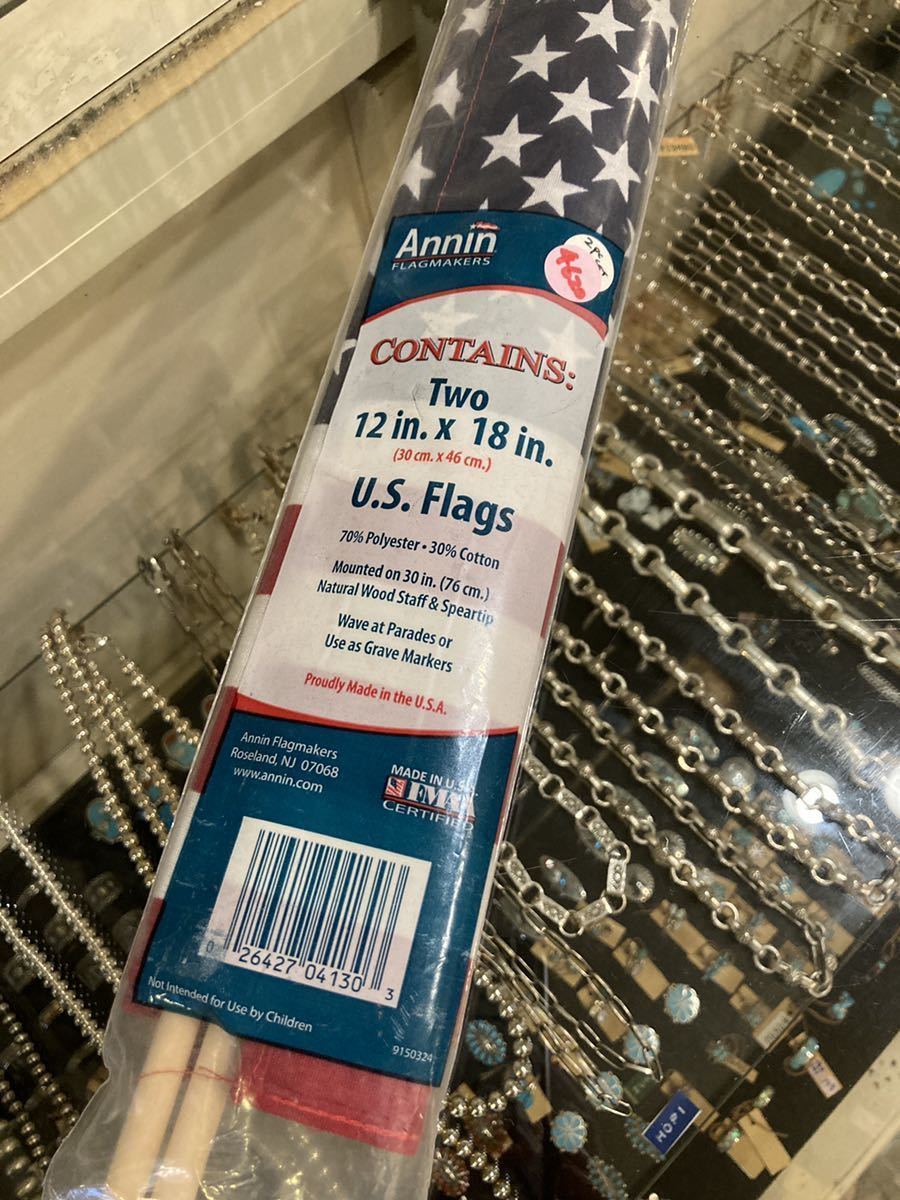 Annin
FLAGMAKERS
2 PC CT
CONTAINS:
Two
12 in. x 18 in.
(30 cm. x 46 cm.)
U.S. Flags
70% Polyester • 30% Cotton
Mounted on 30 in. (76 cm.)
Natural Wood Staff & Speartip
Wave at Parades or
Use as Grave Markers
Proudly Made in the U.S.A.
Annin Flagmakers
Roseland, NJ 07068
www.annin.com
MADE IN U.S.
CERTIFIED
0 26427 04130 3
Not Intended for Use by Children
9150324
HOPI